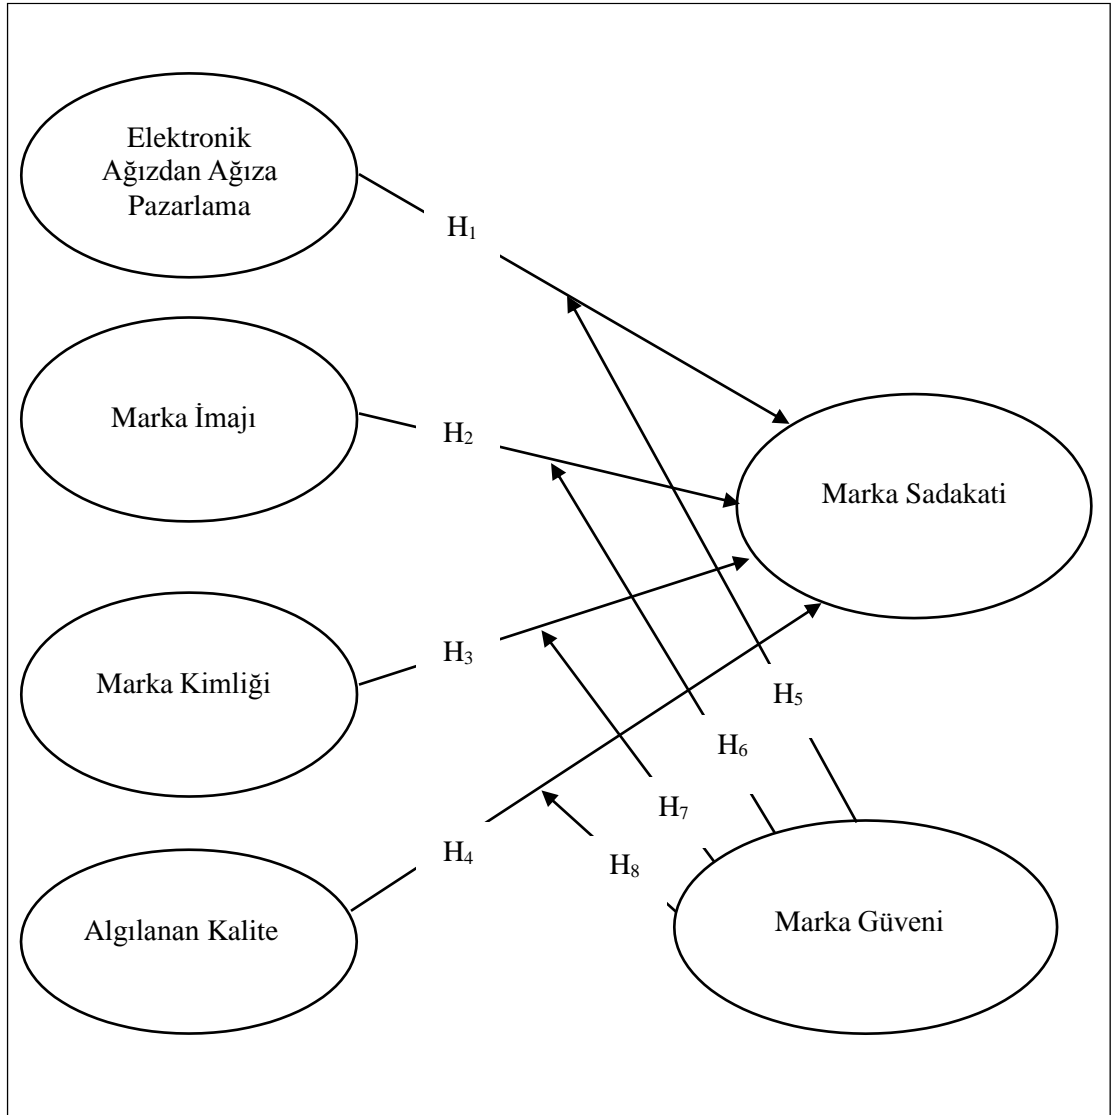 Elektronik
Ağızdan Ağıza
Pazarlama
H₁
Marka İmajı
H₂
Marka Sadakati
Marka Kimliği
H₃
H₅
H₆
H₇
Algılanan Kalite
H₄
H₈
Marka Güveni